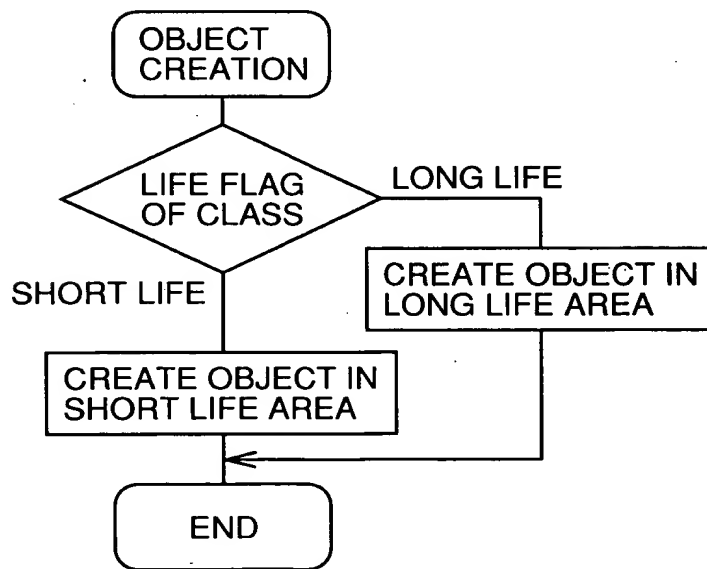 OBJECT
CREATION
LIFE FLAG
OF CLASS
LONG LIFE
SHORT LIFE
CREATE OBJECT IN
LONG LIFE AREA
CREATE OBJECT IN
SHORT LIFE AREA
END